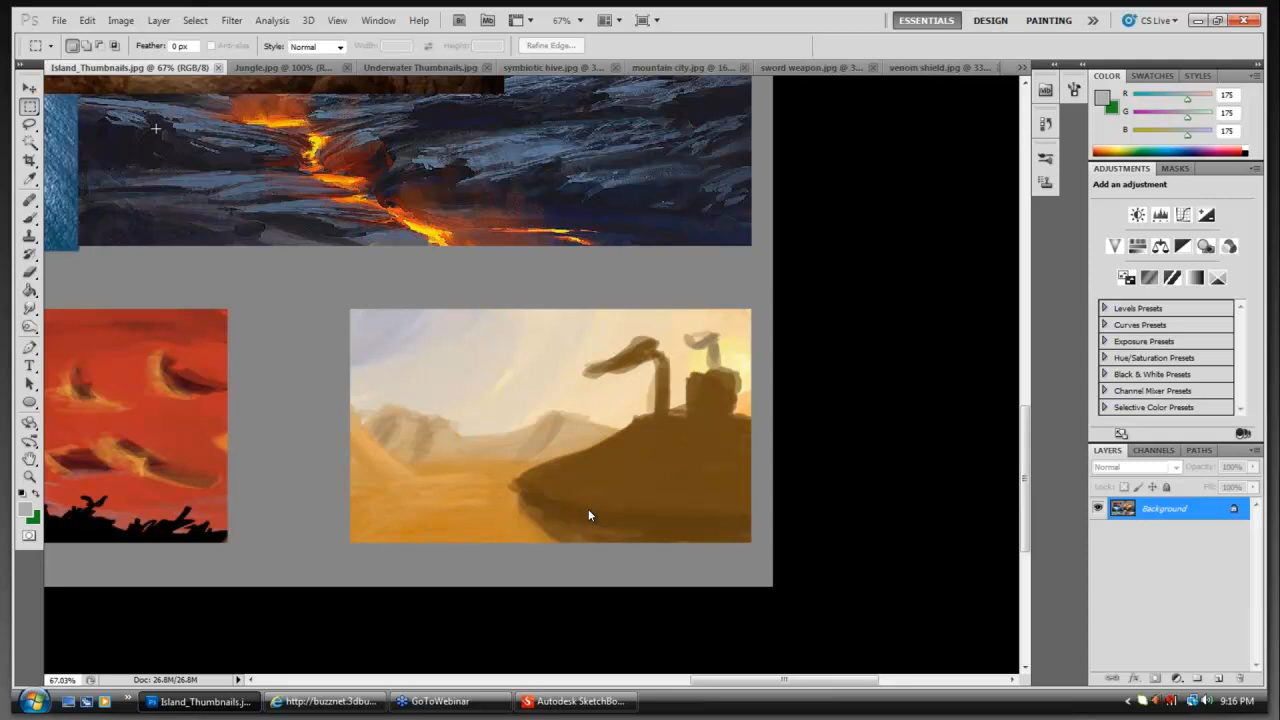 Ps File Edit Image Layer Select Filter Analysis 3D View Window Help Br Mb 67% ESSENTIALS DESIGN PAINTING CS Live
Feather: 0 px Anti-alias Style: Normal Width: Height: Refine Edge...
Island_Thumbnails.jpg @ 67% (RGB/8) Jungle.jpg @ 100% (R... Underwater Thumbnails.jpg symbiotic hive.jpg @ 3... mountain city.jpg @ 16... sword weapon.jpg @ 3... venom shield.jpg @ 33...
COLOR SWATCHES STYLES
R 175
G 175
B 175
ADJUSTMENTS MASKS
Add an adjustment
Levels Presets
Curves Presets
Exposure Presets
Hue/Saturation Presets
Black & White Presets
Channel Mixer Presets
Selective Color Presets
LAYERS CHANNELS PATHS
Normal Opacity: 100%
Lock: Fill: 100%
Background
67.03% Doc: 26.8M/26.8M
Island_Thumbnails.j... http://buzznet.3dbu... GoToWebinar Autodesk SketchBo... 9:16 PM